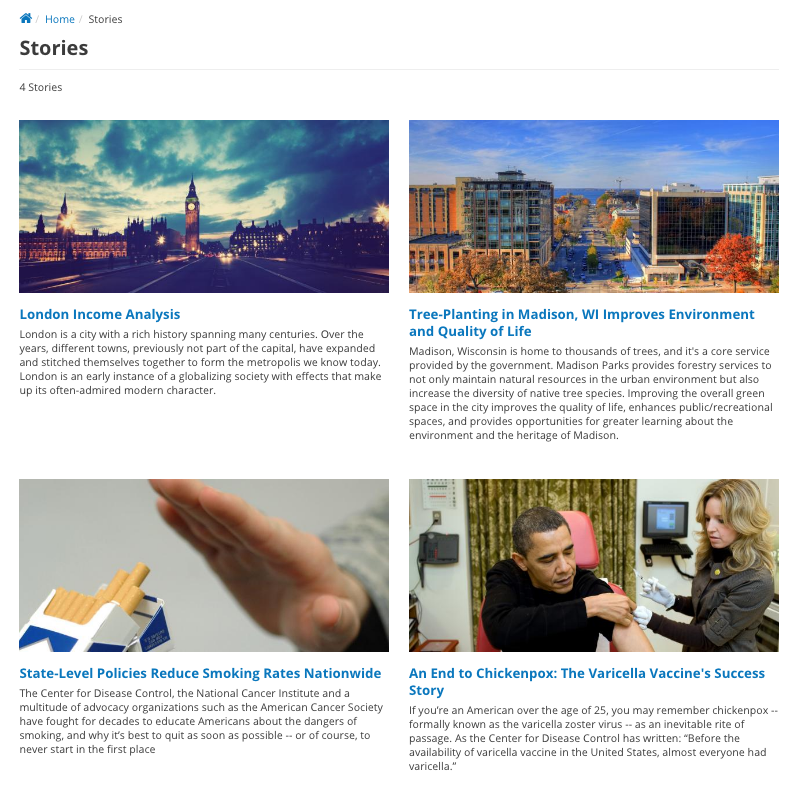 / Home / Stories
Stories
4 Stories
London Income Analysis
London is a city with a rich history spanning many centuries. Over the
years, different towns, previously not part of the capital, have expanded
and stitched themselves together to form the metropolis we know today.
London is an early instance of a globalizing society with effects that make
up its often-admired modern character.
Tree-Planting in Madison, WI Improves Environment
and Quality of Life
Madison, Wisconsin is home to thousands of trees, and it's a core service
provided by the government. Madison Parks provides forestry services to
not only maintain natural resources in the urban environment but also
increase the diversity of native tree species. Improving the overall green
space in the city improves the quality of life, enhances public/recreational
spaces, and provides opportunities for greater learning about the
environment and the heritage of Madison.
State-Level Policies Reduce Smoking Rates Nationwide
The Center for Disease Control, the National Cancer Institute and a
multitude of advocacy organizations such as the American Cancer Society
have fought for decades to educate Americans about the dangers of
smoking, and why it’s best to quit as soon as possible -- or of course, to
never start in the first place
An End to Chickenpox: The Varicella Vaccine's Success
Story
If you’re an American over the age of 25, you may remember chickenpox --
formally known as the varicella zoster virus -- as an inevitable rite of
passage. As the Center for Disease Control has written: “Before the
availability of varicella vaccine in the United States, almost everyone had
varicella.”